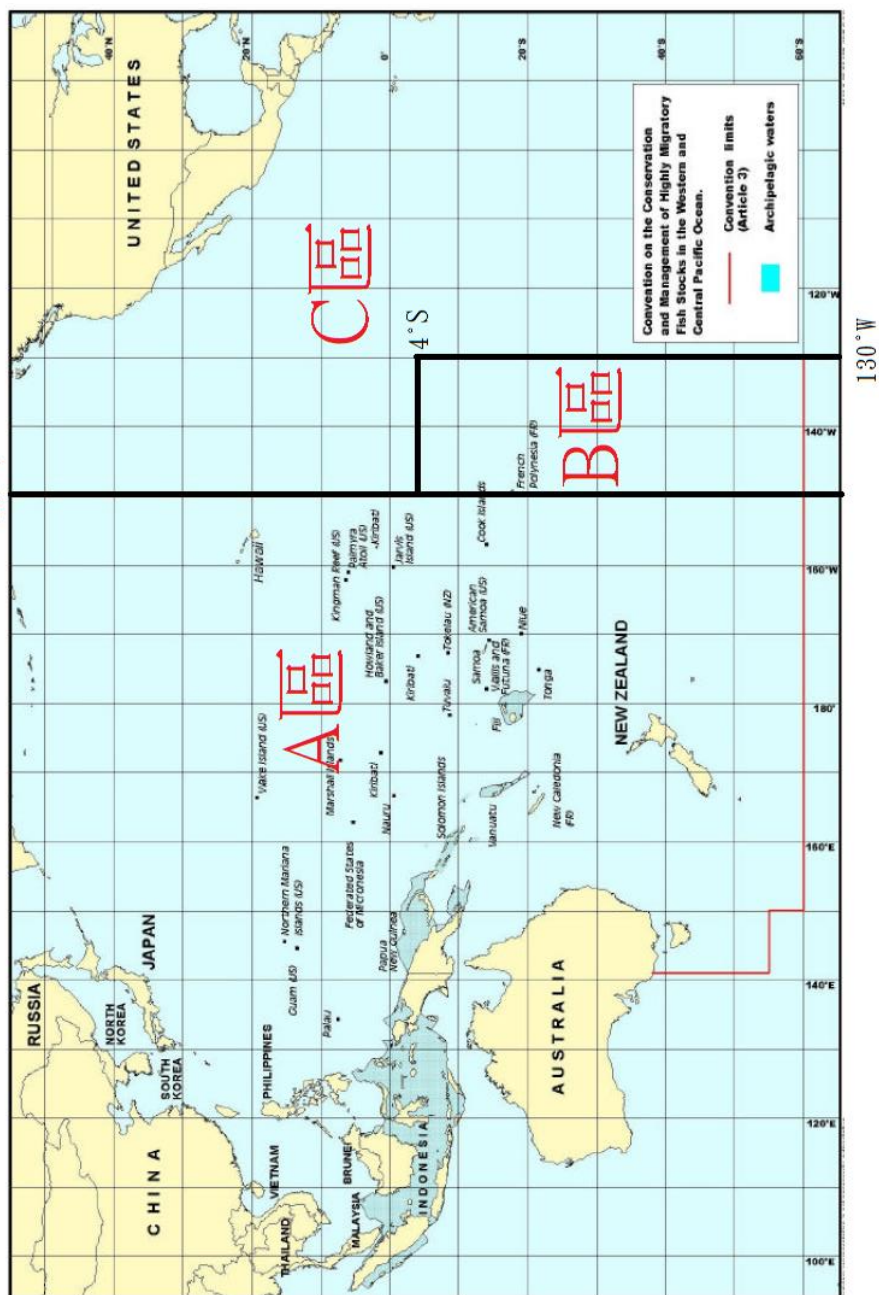 40°N
20°N
0°
20°S
40°S
60°S
UNITED STATES
C區
4°S
130°W
120°W
Convention on the Conservation
and Management of Highly Migratory
Fish Stocks in the Western and
Central Pacific Ocean.
Convention limits
(Article 3)
Archipelagic waters
B區
140°W
French
Polynesia (FR)
Cook Islands
Hawaii
Kingman Reef (US)
Palmyra
Atoll (US)
Kiribati
Jarvis
Island (US)
160°W
A區
Howland and
Baker Island (US)
Kiribati
Tokelau (NZ)
American
Samoa (US)
Niue
Samoa
Wallis and
Futuna (FR)
Tuvalu
Tonga
Fiji
180°
NEW ZEALAND
Wake Island (US)
Marshall Islands
Kiribati
Nauru
Solomon Islands
Vanuatu
New Caledonia
(FR)
160°E
Northern Mariana
Islands (US)
Federated States
of Micronesia
Papua
New Guinea
Guam (US)
Palau
140°E
RUSSIA
JAPAN
NORTH
KOREA
SOUTH
KOREA
PHILIPPINES
AUSTRALIA
120°E
CHINA
VIETNAM
THAILAND
BRUNEI
MALAYSIA
INDONESIA
100°E